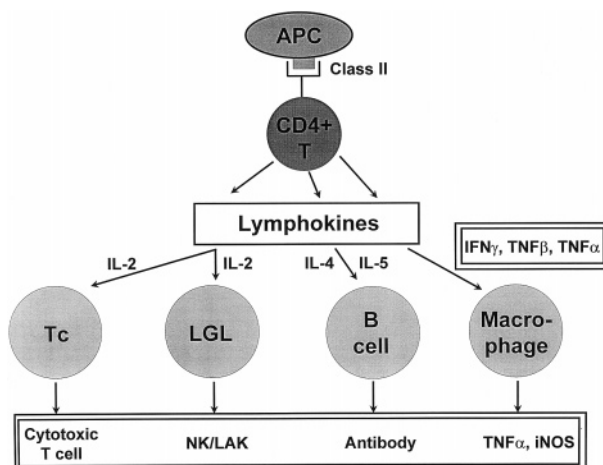 APC
Class II
CD4+
T
Lymphokines
IFNγ, TNFβ, TNFα
IL-2
IL-2
IL-4
IL-5
Tc
LGL
B
cell
Macro-
phage
Cytotoxic
T cell
NK/LAK
Antibody
TNFα, iNOS